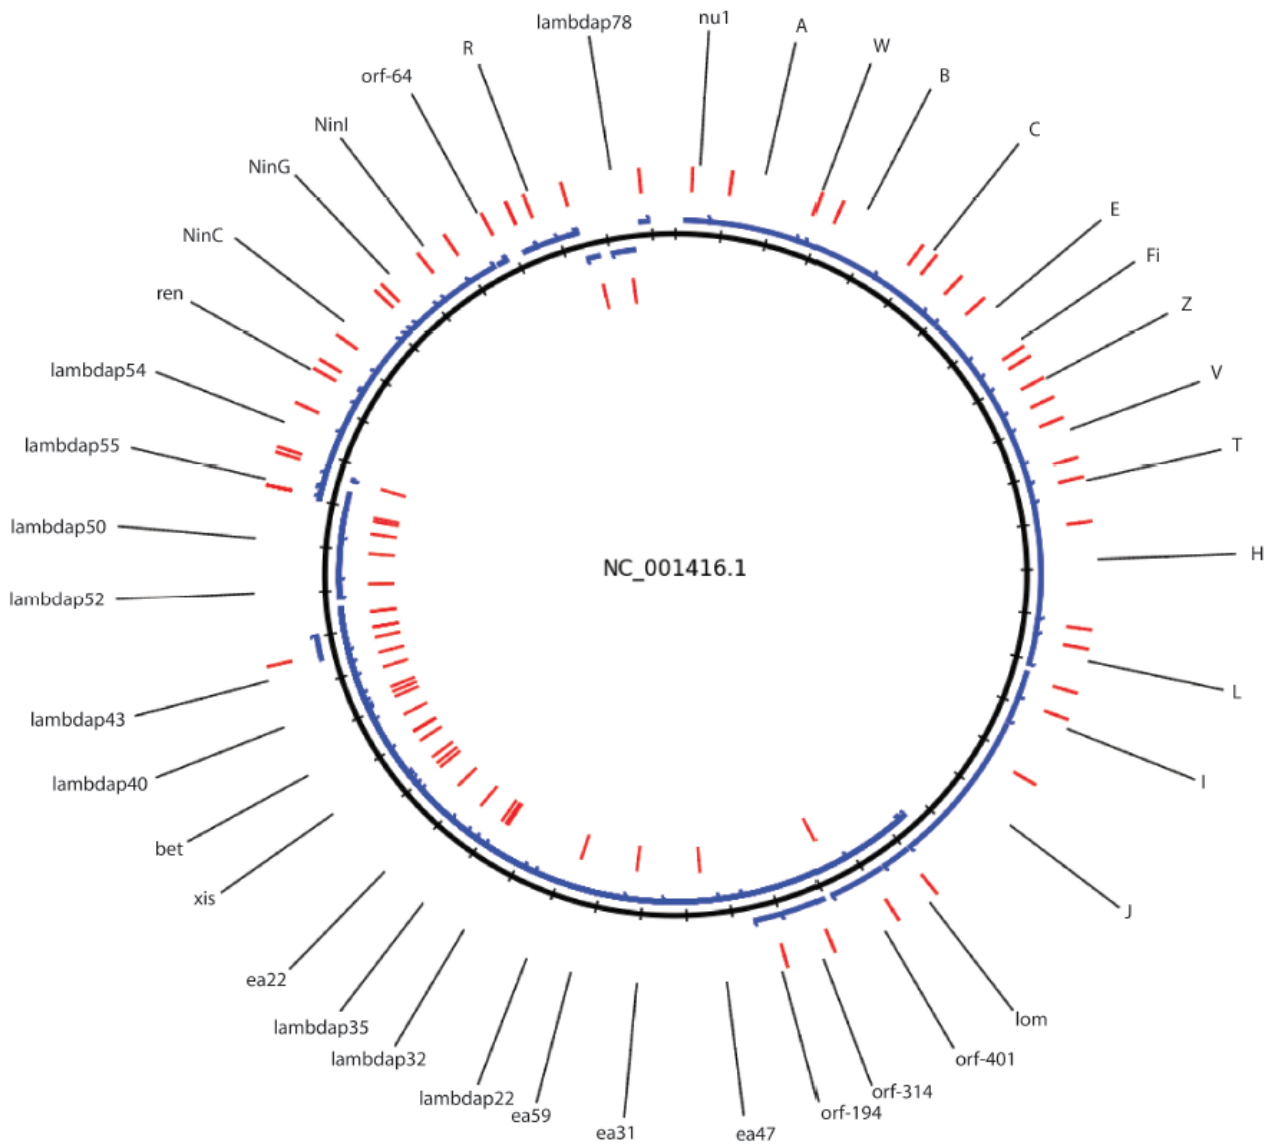 lambdap78
nu1
A
W
B
C
E
Fi
Z
V
T
H
L
I
J
lom
orf-401
orf-314
orf-194
ea47
ea31
ea59
lambdap22
lambdap32
lambdap35
ea22
xis
bet
lambdap40
lambdap43
lambdap52
lambdap50
lambdap55
lambdap54
ren
NinC
NinG
NinI
orf-64
R
NC_001416.1